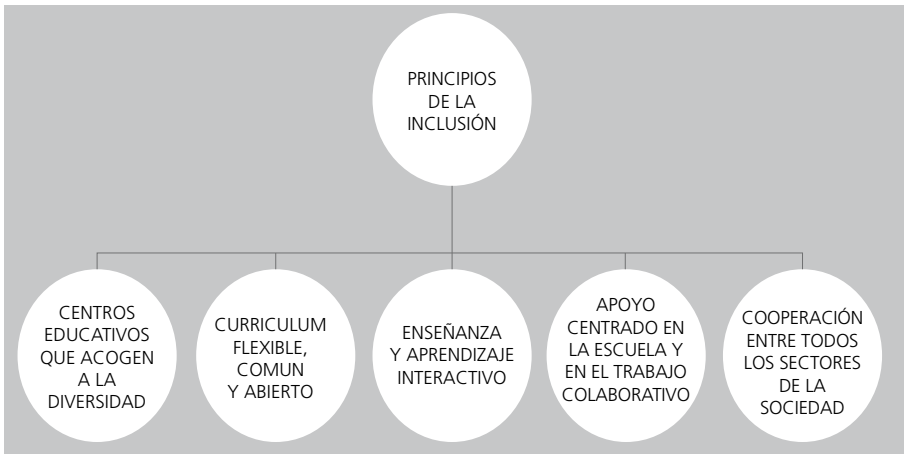 PRINCIPIOS
DE LA
INCLUSIÓN
CENTROS
EDUCATIVOS
QUE ACOGEN
A LA
DIVERSIDAD
CURRICULUM
FLEXIBLE,
COMUN
Y ABIERTO
ENSEÑANZA
Y APRENDIZAJE
INTERACTIVO
APOYO
CENTRADO EN
LA ESCUELA Y
EN EL TRABAJO
COLABORATIVO
COOPERACIÓN
ENTRE TODOS
LOS SECTORES
DE LA
SOCIEDAD